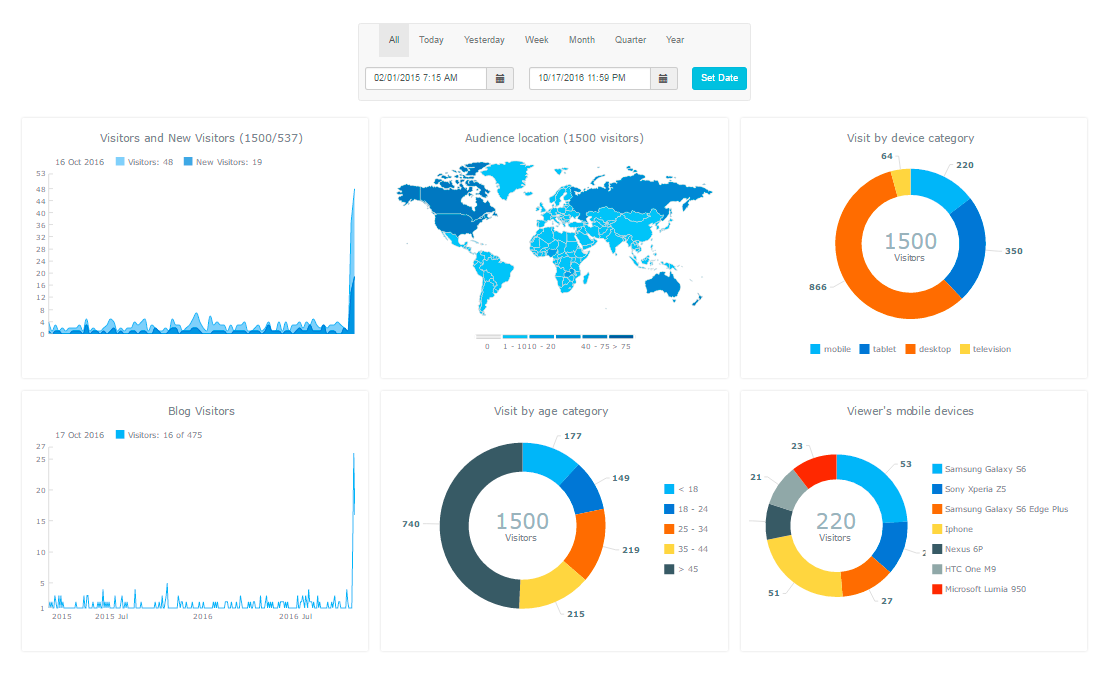 All Today Yesterday Week Month Quarter Year
02/01/2015 7:15 AM 10/17/2016 11:59 PM Set Date
Visitors and New Visitors (1500/537)
16 Oct 2016 Visitors: 48 New Visitors: 19
53
48
44
40
36
32
28
24
20
16
12
8
4
0
Audience location (1500 visitors)
0 1 - 10 10 - 20 40 - 75 > 75
Visit by device category
64
220
350
866
1500
Visitors
mobile tablet desktop television
Blog Visitors
17 Oct 2016 Visitors: 16 of 475
27
25
20
15
10
5
1
2015 2015 Jul 2016 2016 Jul
Visit by age category
177
149
219
215
740
1500
Visitors
< 18
18 - 24
25 - 34
35 - 44
> 45
Viewer's mobile devices
23
53
21
27
51
220
Visitors
Samsung Galaxy S6
Sony Xperia Z5
Samsung Galaxy S6 Edge Plus
Iphone
Nexus 6P
HTC One M9
Microsoft Lumia 950